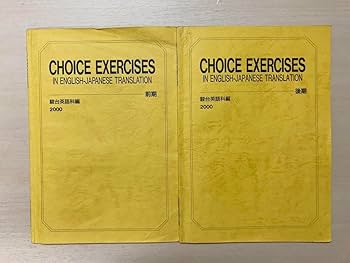 CHOICE EXERCISES
IN ENGLISH-JAPANESE TRANSLATION
前期
駿台英語科編
2000
CHOICE EXERCISES
IN ENGLISH-JAPANESE TRANSLATION
後期
駿台英語科編
2000